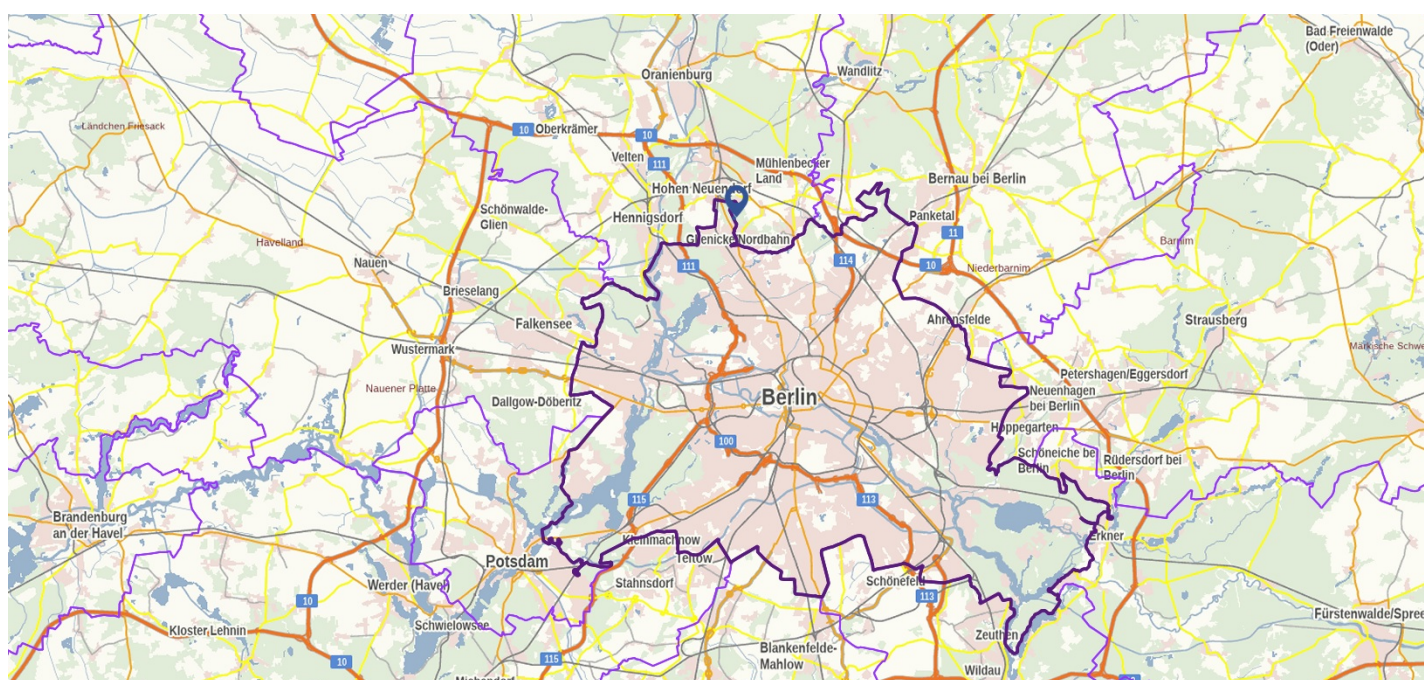 Bad Freienwalde
(Oder)
Oranienburg
Wandlitz
Ländchen Friesack
10
Oberkrämer
10
Velten
111
Mühlenbecker
Land
Bernau bei Berlin
Hohen Neuendorf
Schönwalde-
Glien
Hennigsdorf
Panketal
11
Havelland
Glienicke/Nordbahn
Barnim
Nauen
111
114
10
Niederbarnim
Brieselang
Falkensee
Ahrensfelde
Strausberg
Wustermark
Märkische Schwe
Petershagen/Eggersdorf
Nauener Platte
Neuenhagen
bei Berlin
Dallgow-Döberitz
Berlin
Hoppegarten
100
Schöneiche be
Berlin
Rüdersdorf bei
Berlin
115
113
Brandenburg
an der Havel
Kleinmachnow
Erkner
Potsdam
Teltow
Werder (Havel)
Stahnsdorf
Schönefeld
10
113
Fürstenwalde/Spree
Kloster Lehnin
Schwielowsee
Zeuthen
10
115
Blankenfelde-
Mahlow
Wildau